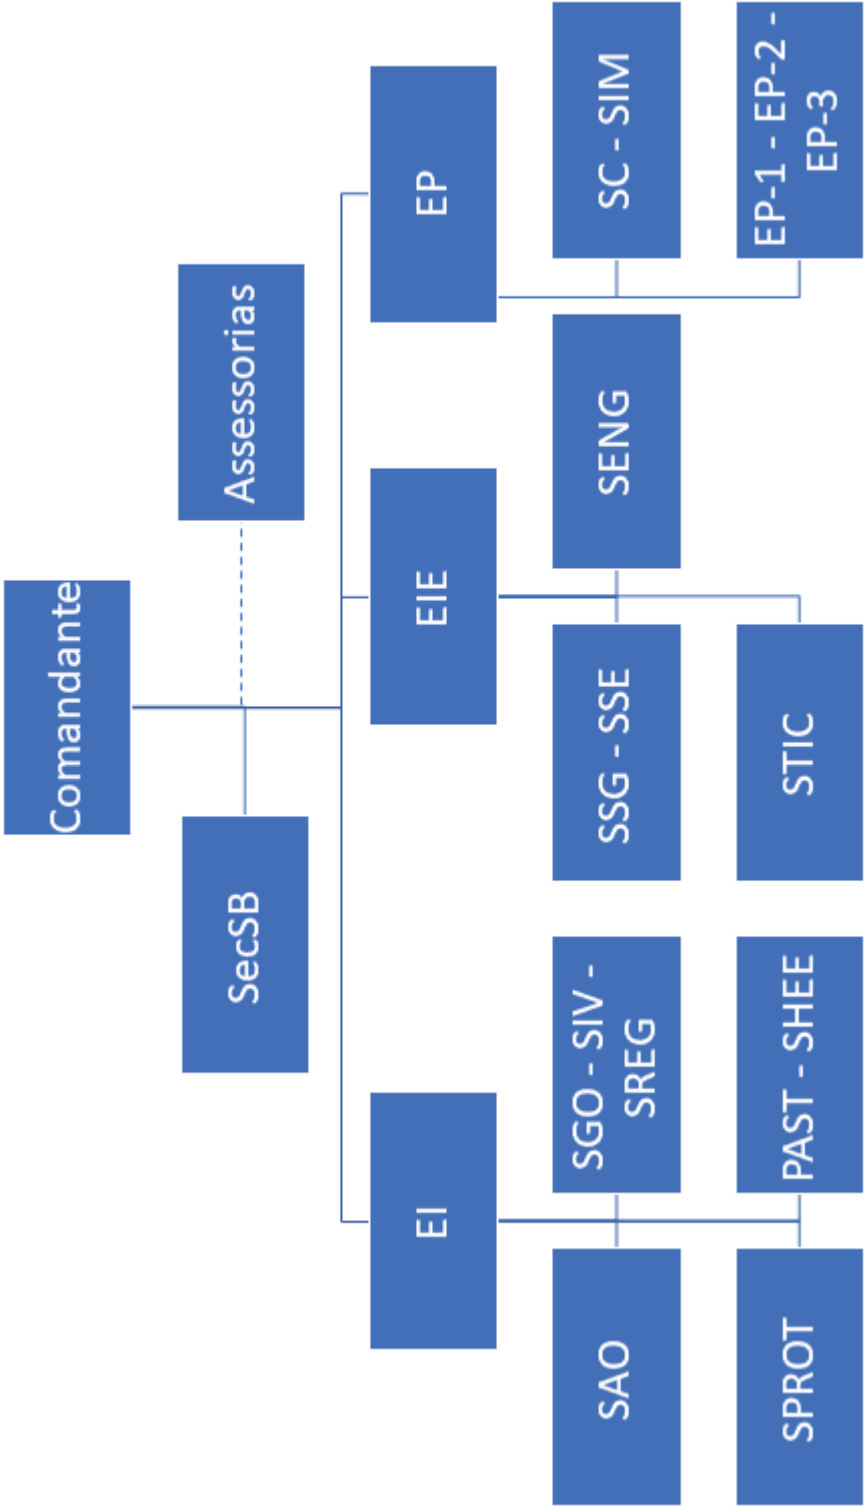 Comandante
SecSB
Assessorias
EI
EIE
EP
SAO
SGO - SIV -
SREG
SSG - SSE
SENG
SC - SIM
SPROT
PAST - SHEE
STIC
EP-1 - EP-2 -
EP-3